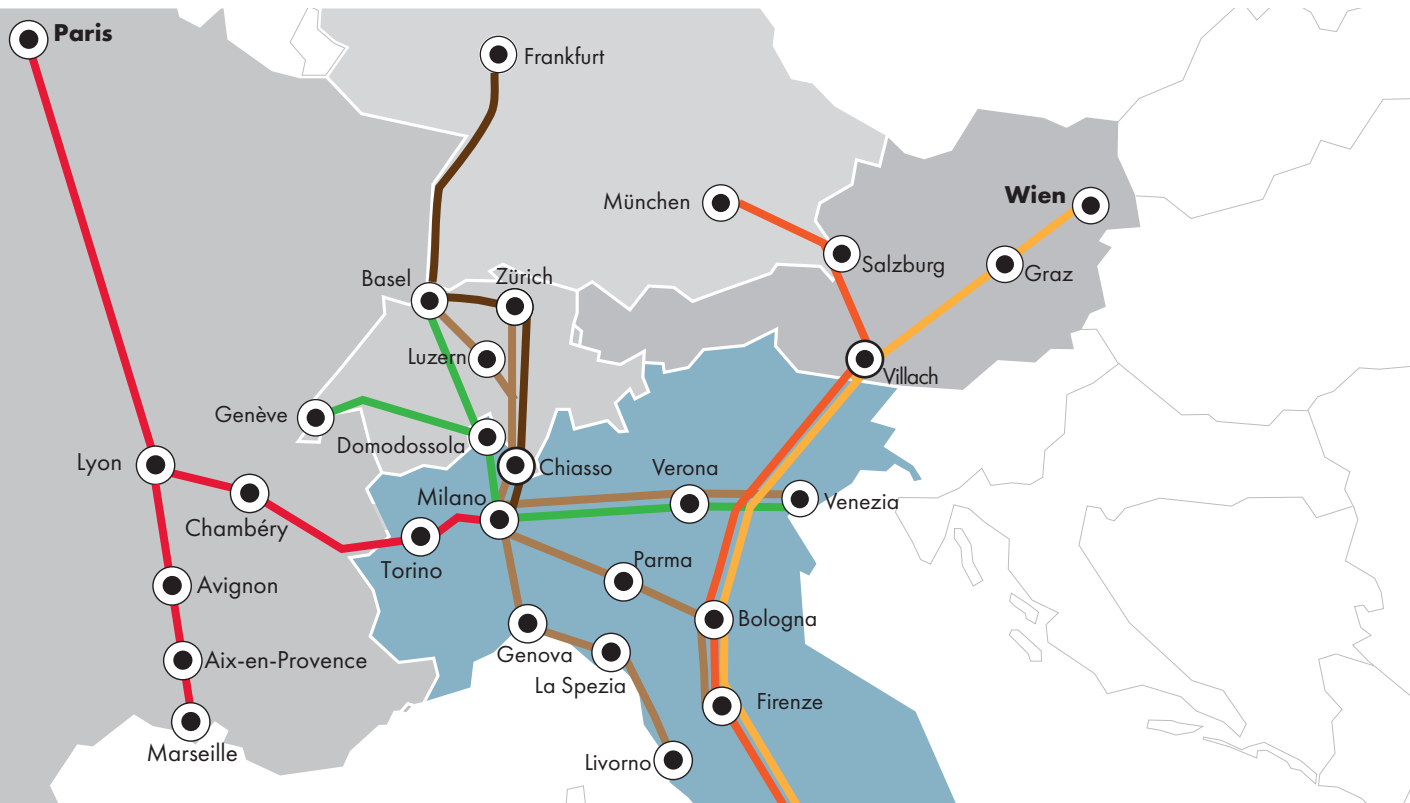 Paris
Frankfurt
München
Wien
Salzburg
Graz
Basel
Zürich
Luzern
Villach
Genève
Domodossola
Chiasso
Verona
Lyon
Milano
Venezia
Chambéry
Torino
Parma
Avignon
Bologna
Genova
Aix-en-Provence
La Spezia
Firenze
Marseille
Livorno